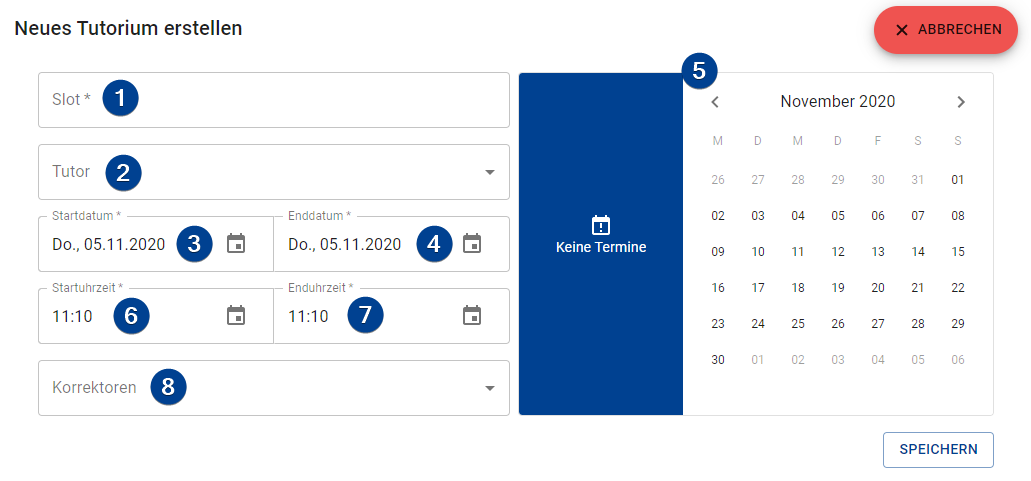 Neues Tutorium erstellen
ABBRECHEN
Slot * 1
Tutor 2
Startdatum *
Do., 05.11.2020 3
Enddatum *
Do., 05.11.2020 4
Startuhrzeit *
11:10 6
Enduhrzeit *
11:10 7
Korrektoren 8
Keine Termine
5
November 2020
M D M D F S S
26 27 28 29 30 31 01
02 03 04 05 06 07 08
09 10 11 12 13 14 15
16 17 18 19 20 21 22
23 24 25 26 27 28 29
30 01 02 03 04 05 06
SPEICHERN